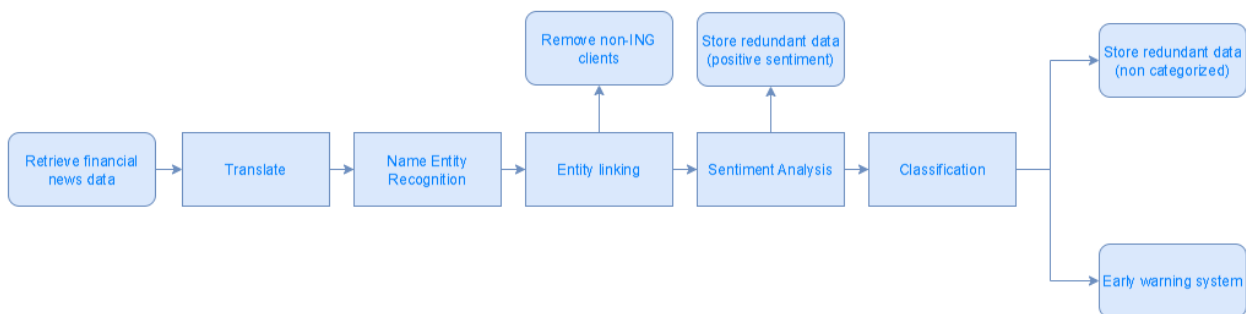 Remove non-ING
clients
Store redundant data
(positive sentiment)
Store redundant data
(non categorized)
Retrieve financial
news data
Translate
Name Entity
Recognition
Entity linking
Sentiment Analysis
Classification
Early warning system